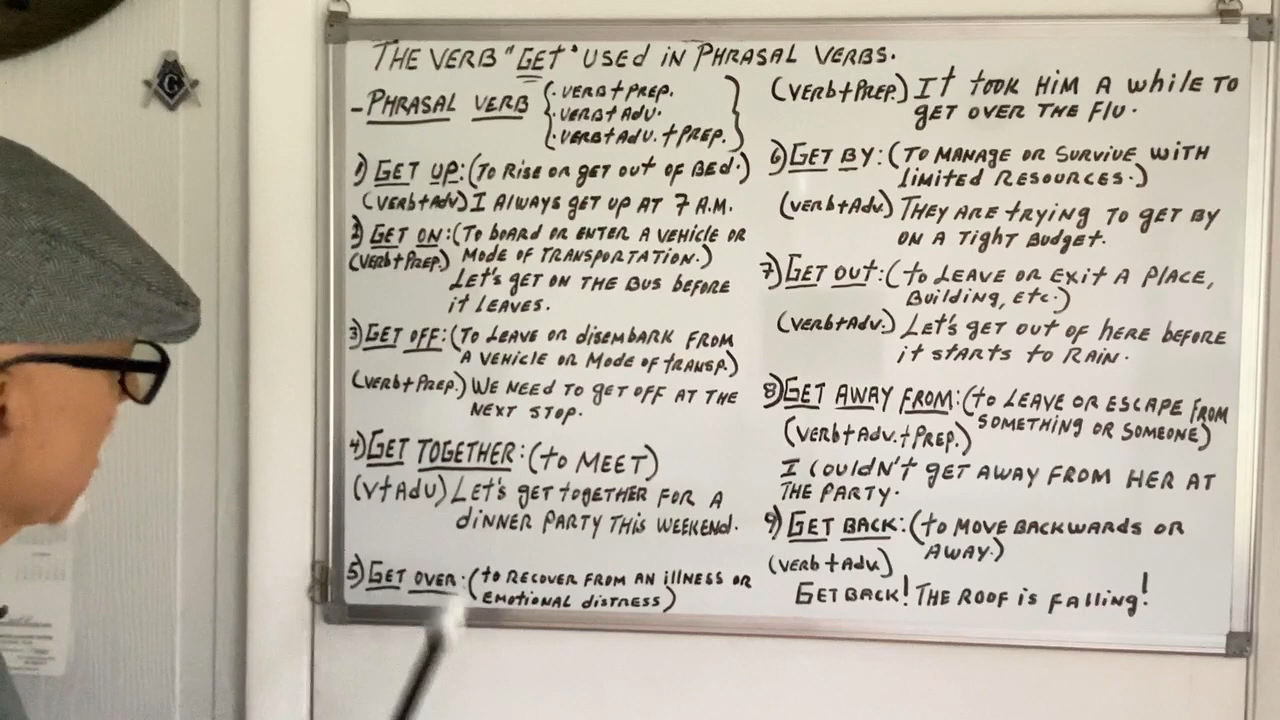 THE VERB "GET" USED IN PHRASAL VERBS.
- PHRASAL VERB
· VERB + PREP.
· VERB + ADV.
· VERB + ADV. + PREP.
1) GET UP: (TO RISE OR GET OUT OF BED.)
(VERB + ADV) I ALWAYS GET UP AT 7 A.M.
2) GET ON: (TO BOARD OR ENTER A VEHICLE OR
(VERB + PREP.) MODE OF TRANSPORTATION.)
LET'S GET ON THE BUS BEFORE
IT LEAVES.
3) GET OFF: (TO LEAVE OR DISEMBARK FROM
A VEHICLE OR MODE OF TRANSP.)
(VERB + PREP.) WE NEED TO GET OFF AT THE
NEXT STOP.
4) GET TOGETHER: (TO MEET)
(V + ADV) LET'S GET TOGETHER FOR A
DINNER PARTY THIS WEEKEND.
5) GET OVER: (TO RECOVER FROM AN ILLNESS OR
EMOTIONAL DISTRESS)
(VERB + PREP.) IT TOOK HIM A WHILE TO
GET OVER THE FLU.
6) GET BY: (TO MANAGE OR SURVIVE WITH
LIMITED RESOURCES.)
(VERB + ADV.) THEY ARE TRYING TO GET BY
ON A TIGHT BUDGET.
7) GET OUT: (TO LEAVE OR EXIT A PLACE,
BUILDING, ETC.)
(VERB + ADV.) LET'S GET OUT OF HERE BEFORE
IT STARTS TO RAIN.
8) GET AWAY FROM: (TO LEAVE OR ESCAPE FROM
SOMETHING OR SOMEONE)
(VERB + ADV. + PREP.)
I COULDN'T GET AWAY FROM HER AT
THE PARTY.
9) GET BACK: (TO MOVE BACKWARDS OR
AWAY.)
(VERB + ADV.)
GET BACK! THE ROOF IS FALLING!
G